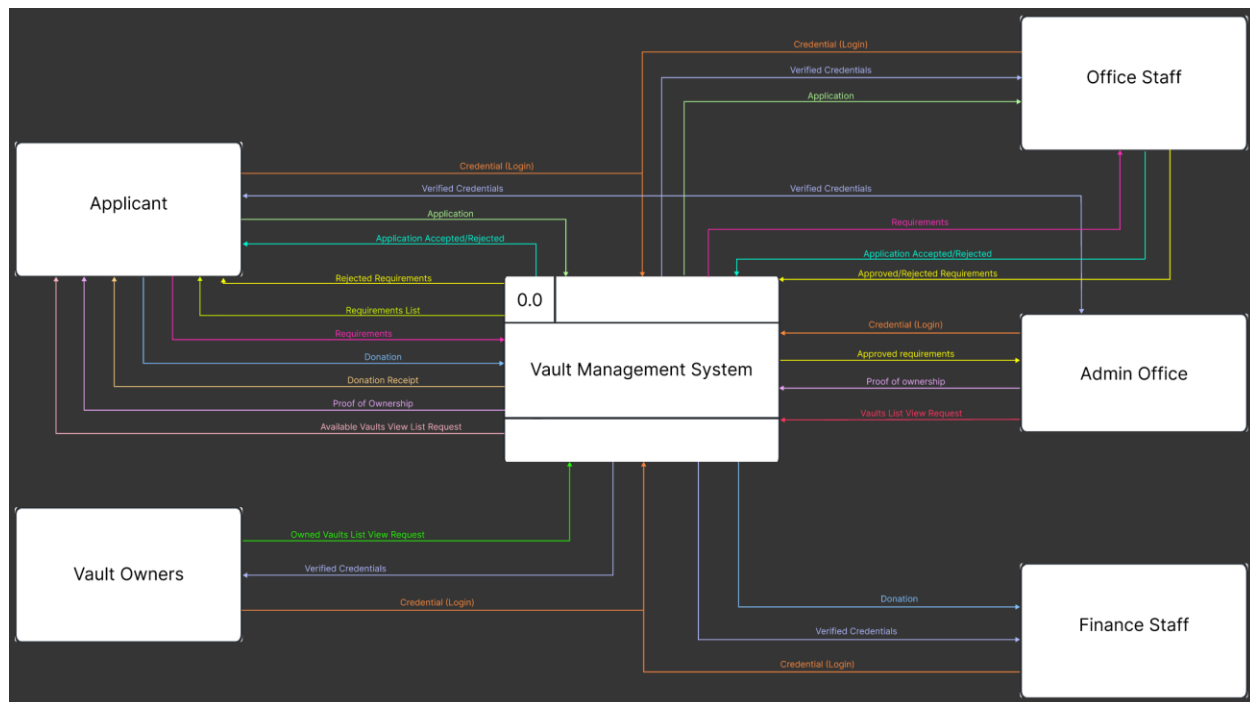 Credential (Login)
Verified Credentials
Office Staff
Application
Credential (Login)
Applicant
Verified Credentials
Verified Credentials
Application
Requirements
Application Accepted/Rejected
Application Accepted/Rejected
Rejected Requirements
Approved/Rejected Requirements
0.0
Requirements List
Credential (Login)
Requirements
Donation
Approved requirements
Vault Management System
Admin Office
Donation Receipt
Proof of ownership
Proof of Ownership
Vaults List View Request
Available Vaults View List Request
Owned Vaults List View Request
Vault Owners
Verified Credentials
Credential (Login)
Donation
Finance Staff
Verified Credentials
Credential (Login)